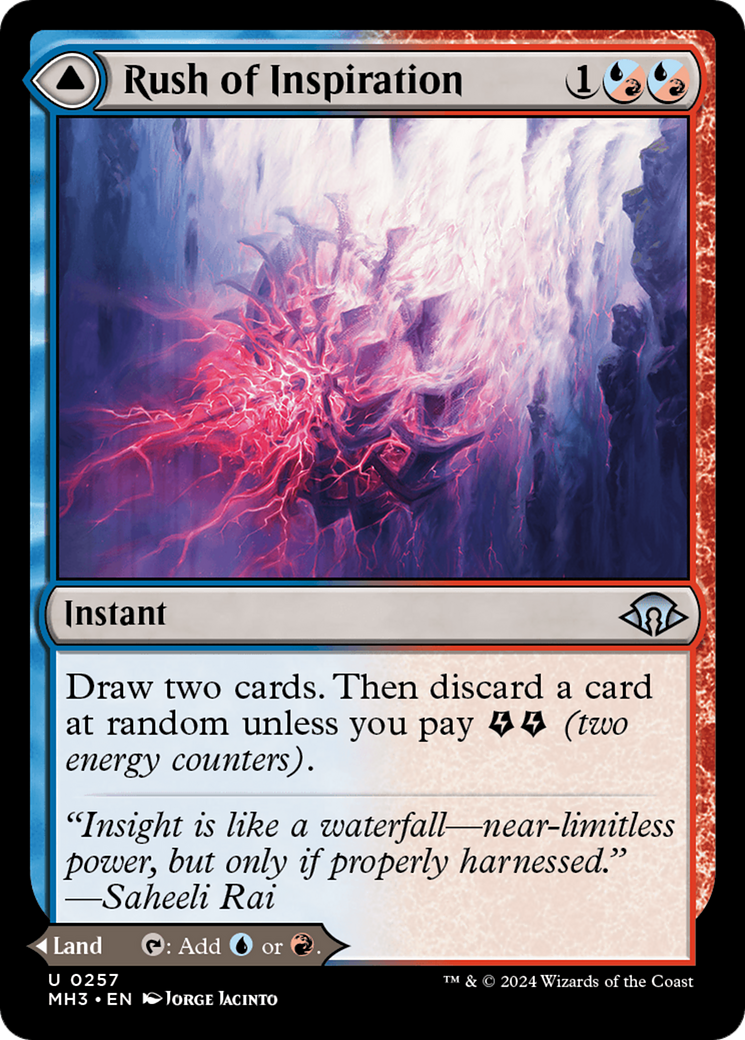 Rush of Inspiration 1
Instant
Draw two cards. Then discard a card
at random unless you pay (two
energy counters).
“Insight is like a waterfall—near-limitless
power, but only if properly harnessed.”
—Saheeli Rai
Land : Add or .
U 0257
MH3 • EN Jorge Jacinto
™ & © 2024 Wizards of the Coast